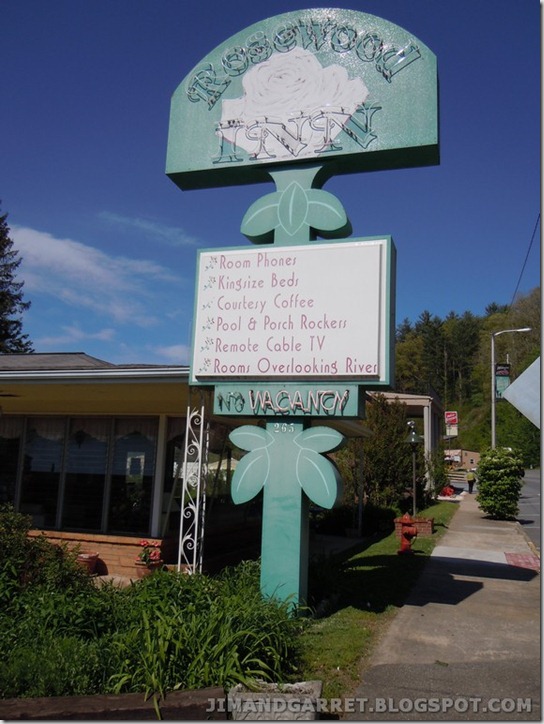 Rosewood
INN
Room Phones
Kingsize Beds
Courtesy Coffee
Pool & Porch Rockers
Remote Cable TV
Rooms Overlooking River
NO VACANCY
265
JIMANDGARRET.BLOGSPOT.COM